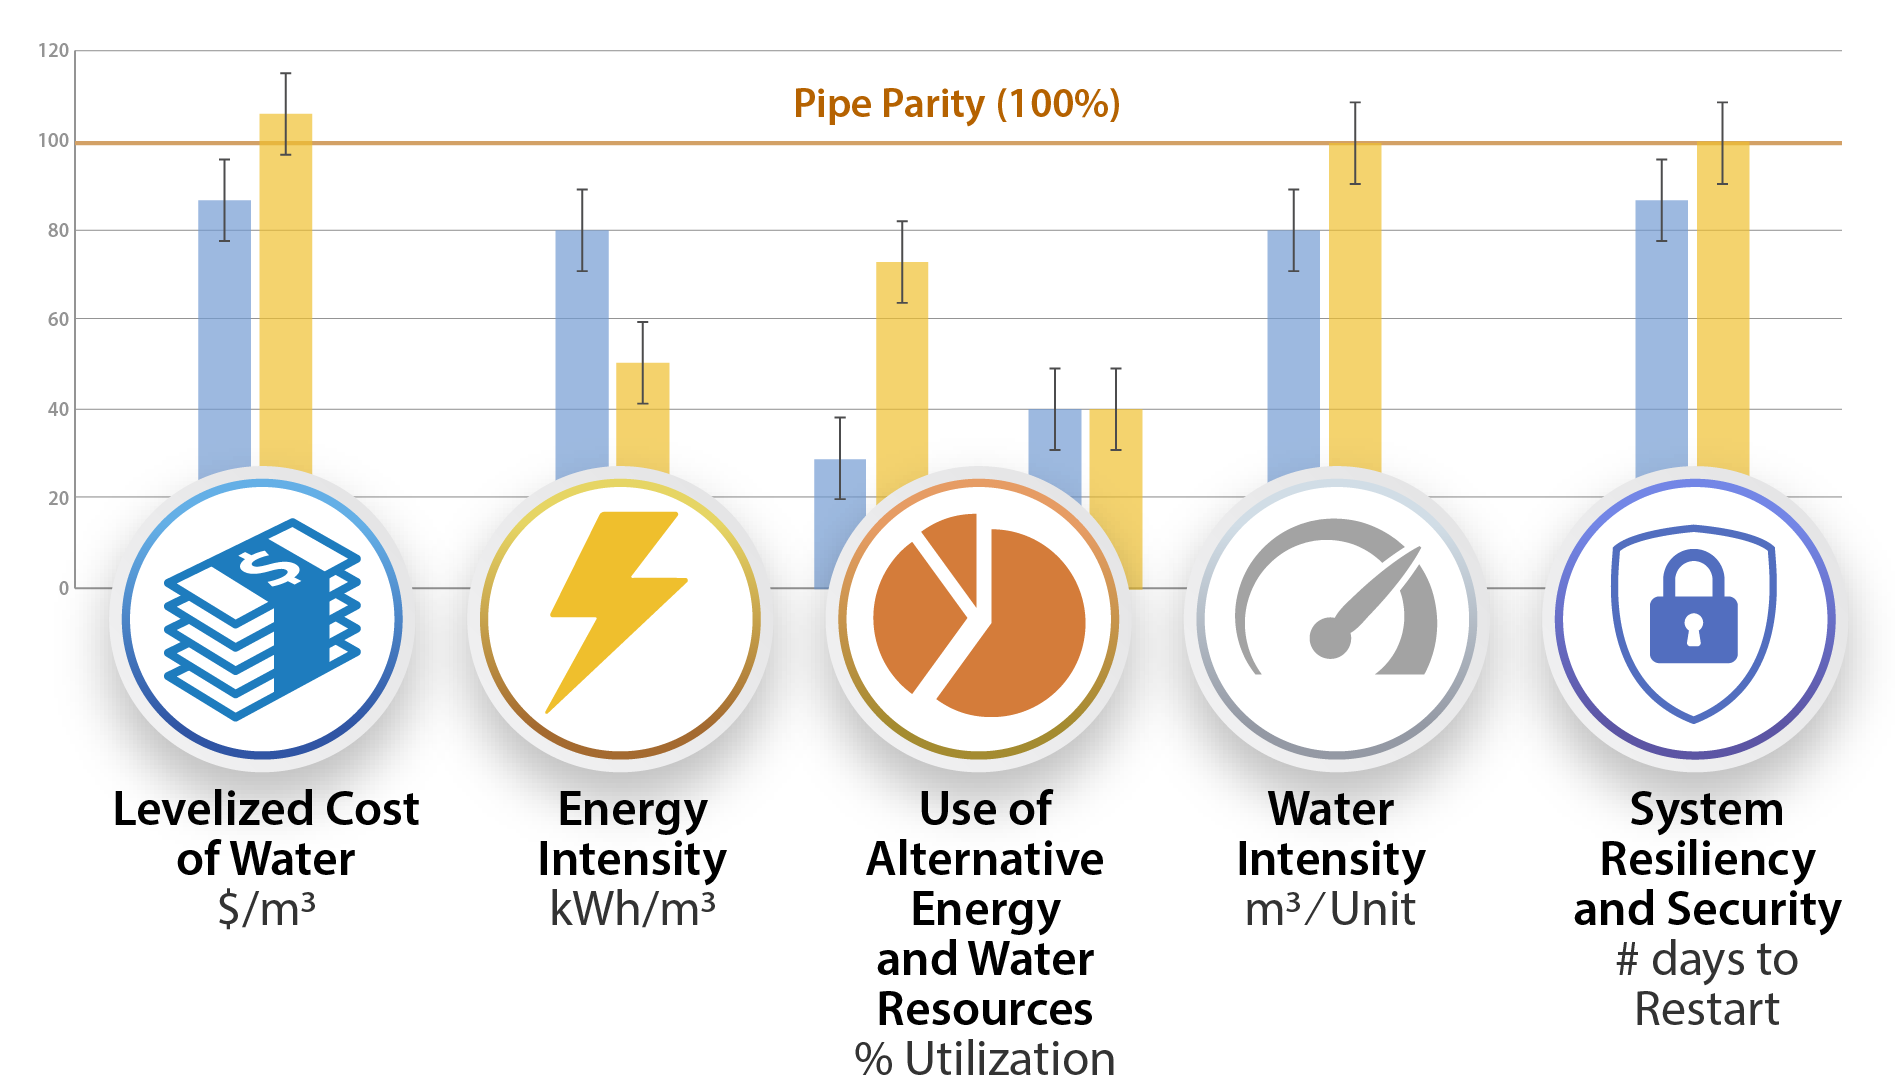 120
Pipe Parity (100%)
100
80
60
40
20
0
$
Levelized Cost
of Water
$/m³
Energy
Intensity
kWh/m³
Use of
Alternative
Energy
and Water
Resources
% Utilization
Water
Intensity
m³ ∕ Unit
System
Resiliency
and Security
# days to
Restart